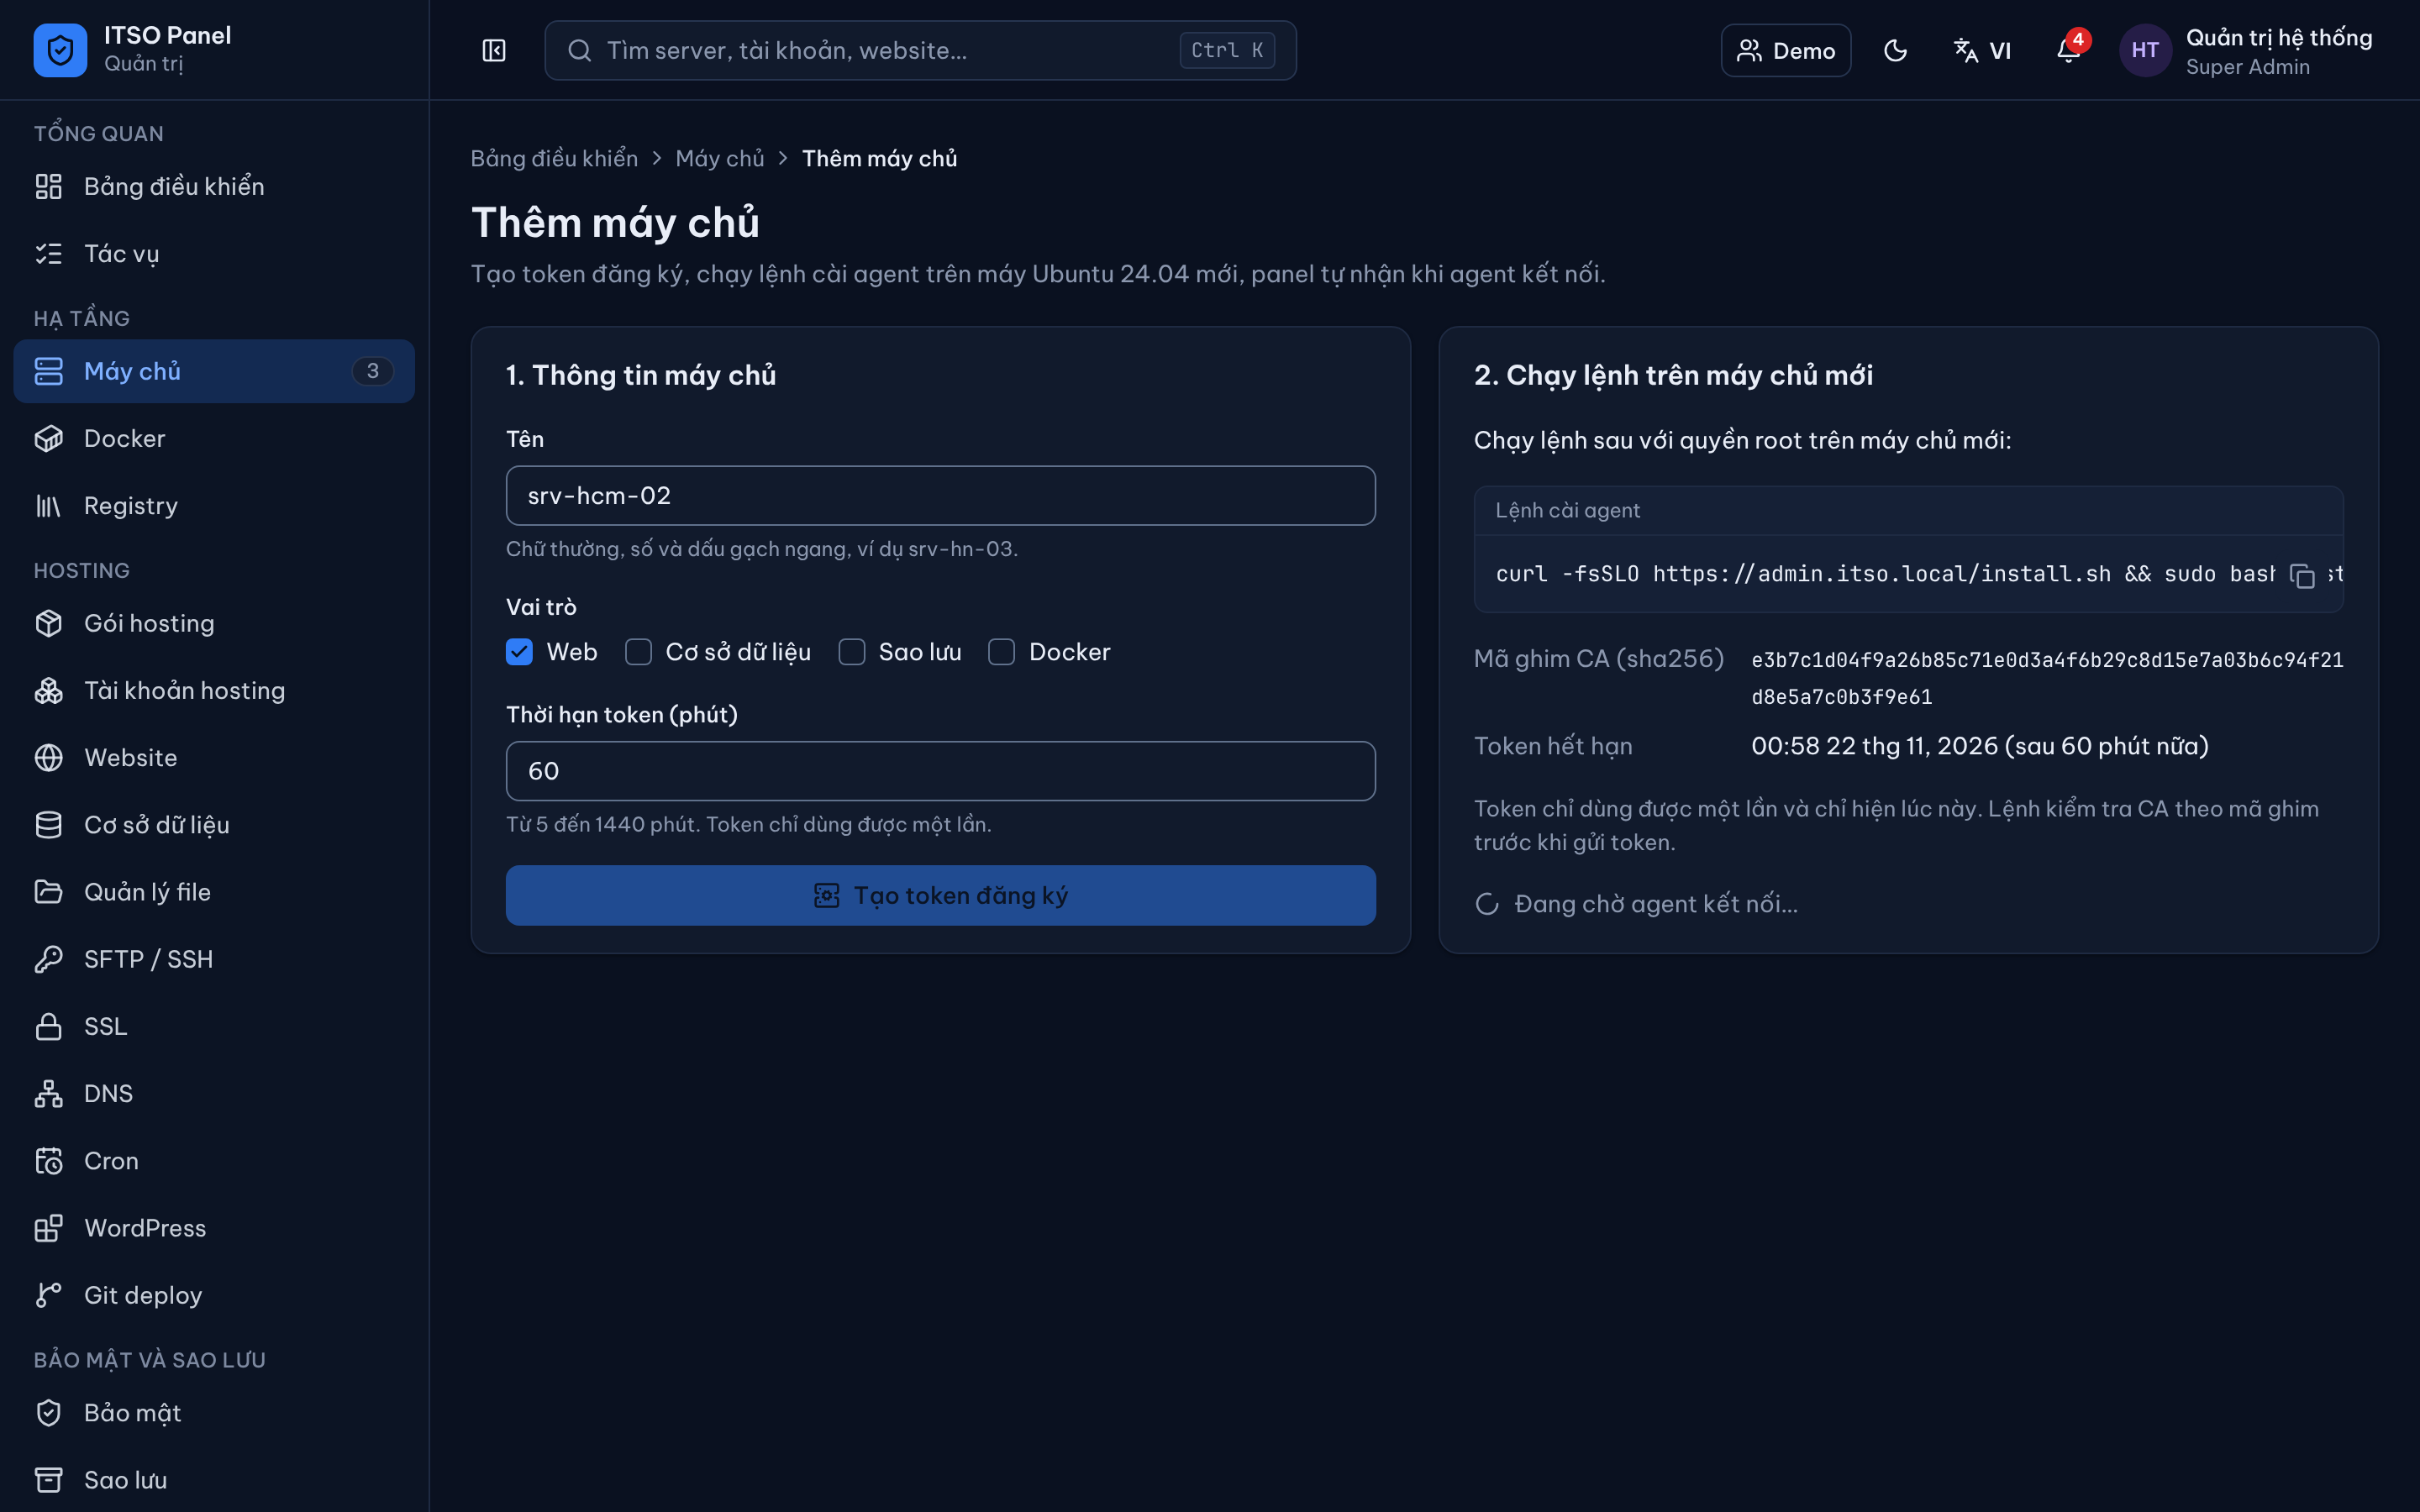 ITSO Panel
Quản trị
Tìm server, tài khoản, website...
Ctrl K
Demo
VI
4
HT
Quản trị hệ thống
Super Admin
TỔNG QUAN
Bảng điều khiển
Tác vụ
HẠ TẦNG
Máy chủ
3
Docker
Registry
HOSTING
Gói hosting
Tài khoản hosting
Website
Cơ sở dữ liệu
Quản lý file
SFTP / SSH
SSL
DNS
Cron
WordPress
Git deploy
BẢO MẬT VÀ SAO LƯU
Bảo mật
Sao lưu
Bảng điều khiển > Máy chủ > Thêm máy chủ
Thêm máy chủ
Tạo token đăng ký, chạy lệnh cài agent trên máy Ubuntu 24.04 mới, panel tự nhận khi agent kết nối.
1. Thông tin máy chủ
Tên
srv-hcm-02
Chữ thường, số và dấu gạch ngang, ví dụ srv-hn-03.
Vai trò
Web
Cơ sở dữ liệu
Sao lưu
Docker
Thời hạn token (phút)
60
Từ 5 đến 1440 phút. Token chỉ dùng được một lần.
Tạo token đăng ký
2. Chạy lệnh trên máy chủ mới
Chạy lệnh sau với quyền root trên máy chủ mới:
Lệnh cài agent
curl -fsSLO https://admin.itso.local/install.sh && sudo bash
Mã ghim CA (sha256)
e3b7c1d04f9a26b85c71e0d3a4f6b29c8d15e7a03b6c94f21
d8e5a7c0b3f9e61
Token hết hạn
00:58 22 thg 11, 2026 (sau 60 phút nữa)
Token chỉ dùng được một lần và chỉ hiện lúc này. Lệnh kiểm tra CA theo mã ghim
trước khi gửi token.
Đang chờ agent kết nối...